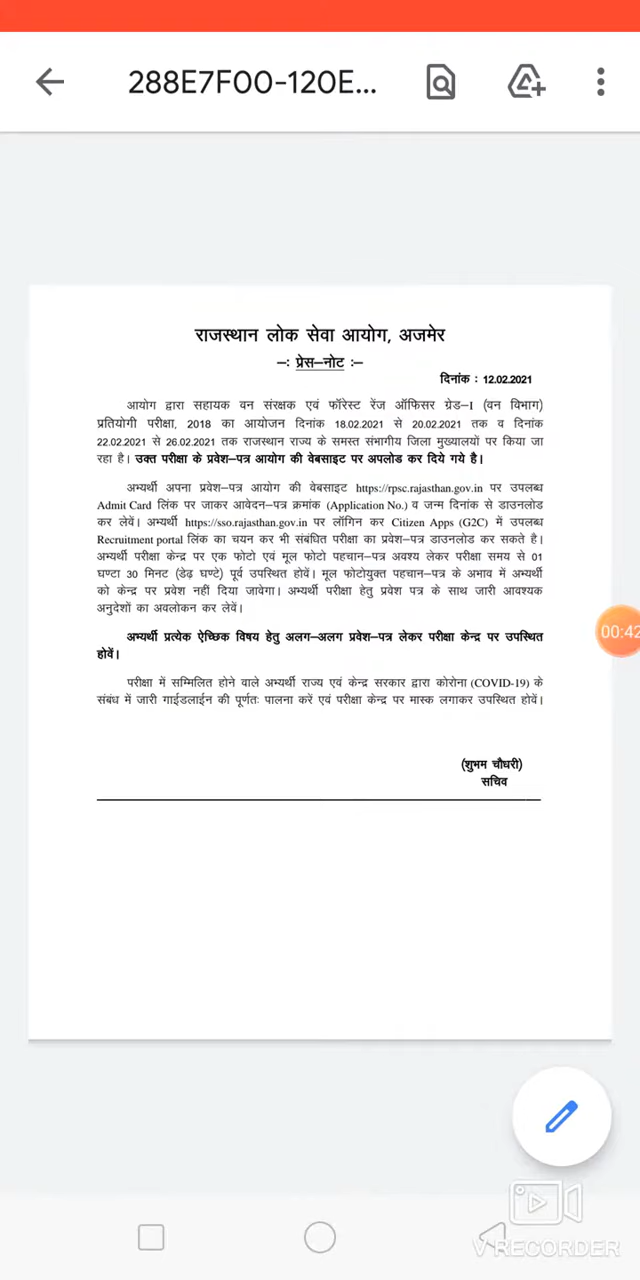 288E7F00-120E...
राजस्थान लोक सेवा आयोग, अजमेर
–: प्रेस–नोट :–
दिनांक : 12.02.2021
आयोग द्वारा सहायक वन संरक्षक एवं फॉरेस्ट रेंज ऑफिसर ग्रेड–I (वन विभाग)
प्रतियोगी परीक्षा, 2018 का आयोजन दिनांक 18.02.2021 से 20.02.2021 तक व दिनांक
22.02.2021 से 26.02.2021 तक राजस्थान राज्य के समस्त संभागीय जिला मुख्यालयों पर किया जा
रहा है। उक्त परीक्षा के प्रवेश–पत्र आयोग की वेबसाइट पर अपलोड कर दिये गये है।
अभ्यर्थी अपना प्रवेश–पत्र आयोग की वेबसाइट https://rpsc.rajasthan.gov.in पर उपलब्ध
Admit Card लिंक पर जाकर आवेदन–पत्र क्रमांक (Application No.) व जन्म दिनांक से डाउनलोड
कर लेवें। अभ्यर्थी https://sso.rajasthan.gov.in पर लॉगिन कर Citizen Apps (G2C) में उपलब्ध
Recruitment portal लिंक का चयन कर भी संबंधित परीक्षा का प्रवेश–पत्र डाउनलोड कर सकते है।
अभ्यर्थी परीक्षा केन्द्र पर एक फोटो एवं मूल फोटो पहचान–पत्र अवश्य लेकर परीक्षा समय से 01
घण्टा 30 मिनट (डेढ़ घण्टे) पूर्व उपस्थित होवें। मूल फोटोयुक्त पहचान–पत्र के अभाव में अभ्यर्थी
को केन्द्र पर प्रवेश नहीं दिया जावेगा। अभ्यर्थी परीक्षा हेतु प्रवेश पत्र के साथ जारी आवश्यक
अनुदेशों का अवलोकन कर लेवें।
अभ्यर्थी प्रत्येक ऐच्छिक विषय हेतु अलग–अलग प्रवेश–पत्र लेकर परीक्षा केन्द्र पर उपस्थित
होवें।
परीक्षा में सम्मिलित होने वाले अभ्यर्थी राज्य एवं केन्द्र सरकार द्वारा कोरोना (COVID-19) के
संबंध में जारी गाईडलाईन की पूर्णतः पालना करें एवं परीक्षा केन्द्र पर मास्क लगाकर उपस्थित होवें।
(शुभम चौधरी)
सचिव
00:42
V RECORDER